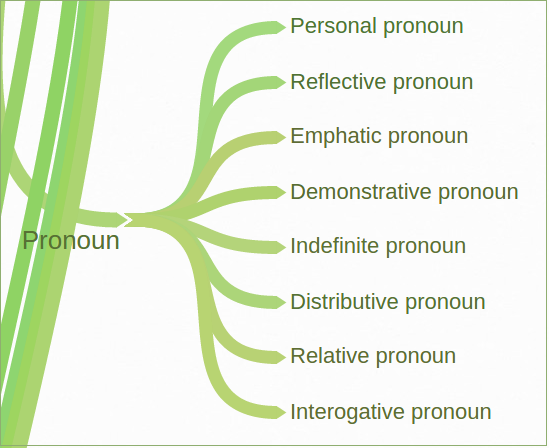 Personal pronoun
Reflective pronoun
Emphatic pronoun
Demonstrative pronoun
Pronoun
Indefinite pronoun
Distributive pronoun
Relative pronoun
Interogative pronoun